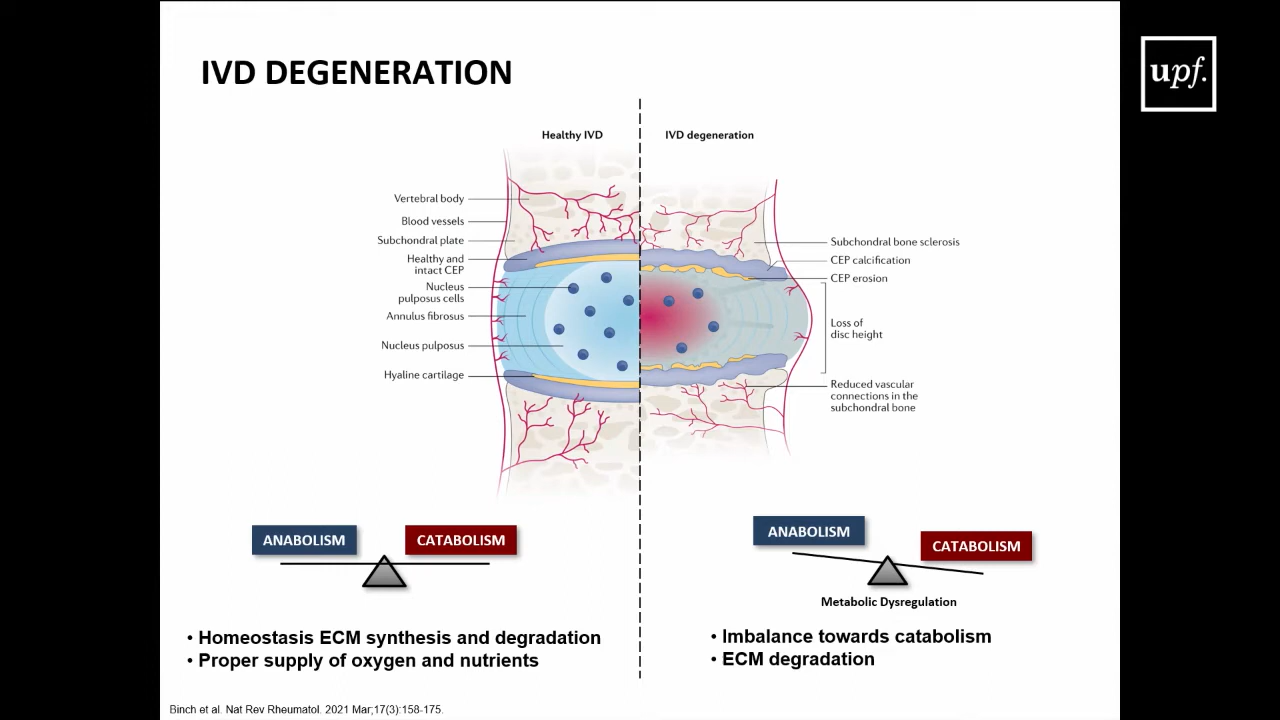 IVD DEGENERATION
upf.
Healthy IVD
IVD degeneration
Vertebral body
Blood vessels
Subchondral plate
Healthy and
intact CEP
Nucleus
pulposus cells
Annulus fibrosus
Nucleus pulposus
Hyaline cartilage
Subchondral bone sclerosis
CEP calcification
CEP erosion
Loss of
disc height
Reduced vascular
connections in the
subchondral bone
ANABOLISM
CATABOLISM
ANABOLISM
CATABOLISM
Metabolic Dysregulation
• Homeostasis ECM synthesis and degradation
• Proper supply of oxygen and nutrients
• Imbalance towards catabolism
• ECM degradation
Binch et al. Nat Rev Rheumatol. 2021 Mar;17(3):158-175.